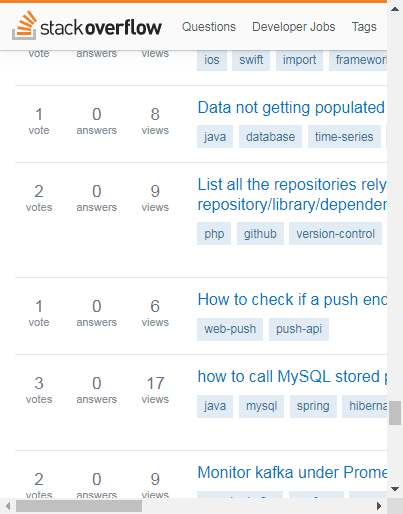 stackoverflow Questions Developer Jobs Tags
vote answers views
ios swift import framework
1 0 8 Data not getting populated
vote answers views
java database time-series
2 0 9 List all the repositories rely
votes answers views repository/library/depender
php github version-control
1 0 6 How to check if a push end
vote answers views
web-push push-api
3 0 17 how to call MySQL stored
votes answers views
java mysql spring hiberna
2 0 9 Monitor kafka under Prome
votes answers views